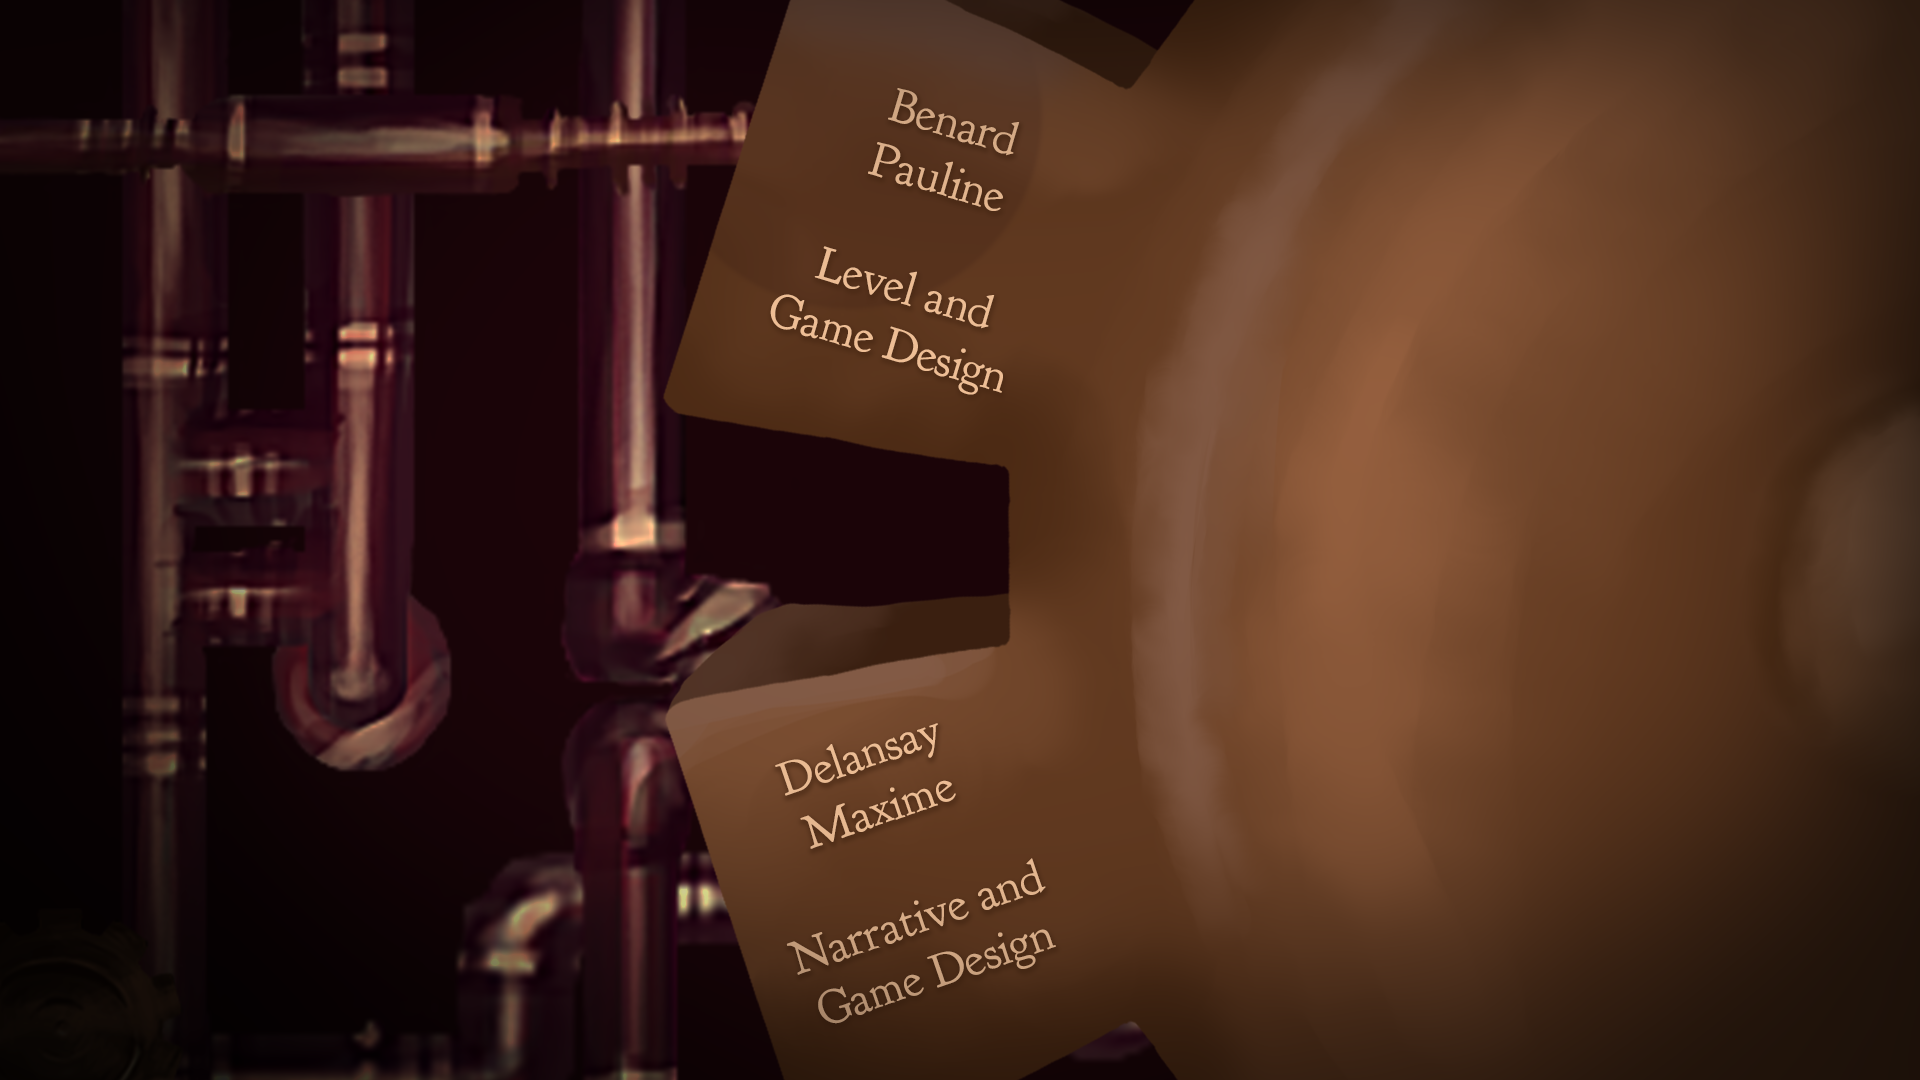 Benard
Pauline
Level and
Game Design
Delansay
Maxime
Narrative and
Game Design